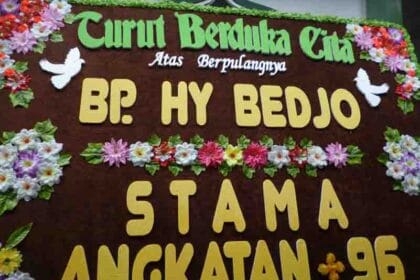 Turut Berduka Cita
Atas Berpulangnya
BP. HY BEDJO
STAMA
ANGKATAN 96